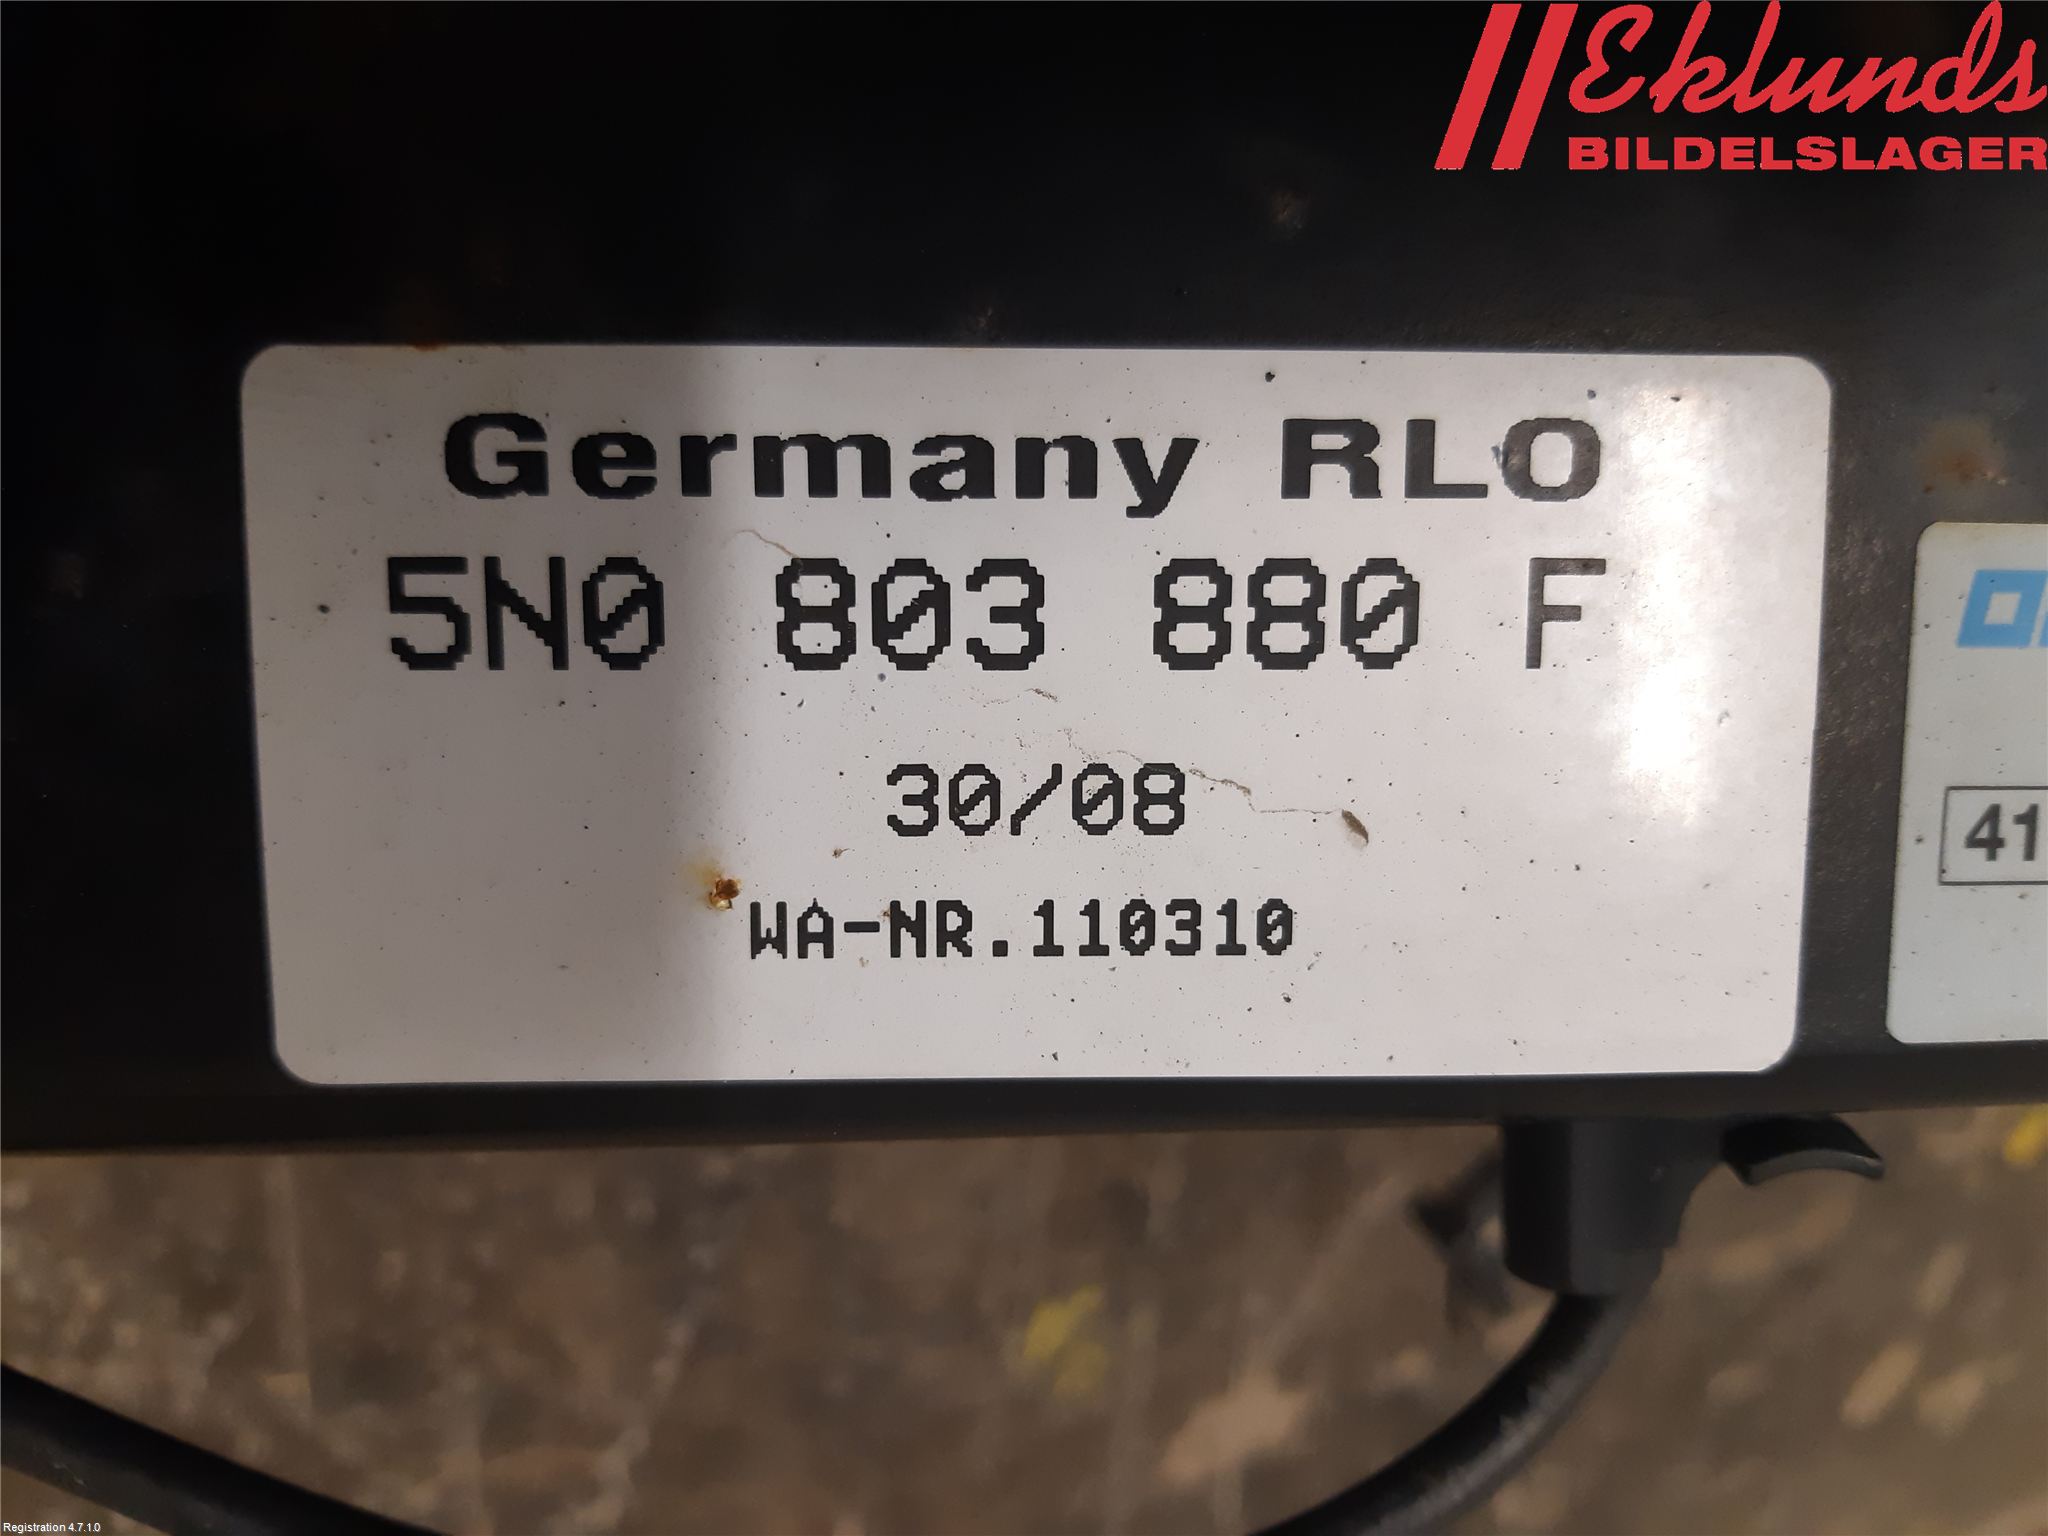 Eklunds
BILDELSLAGER
Germany RLO
5N0 803 880 F
30/08
WA-NR.110310
41
Registration 4.7.1.0